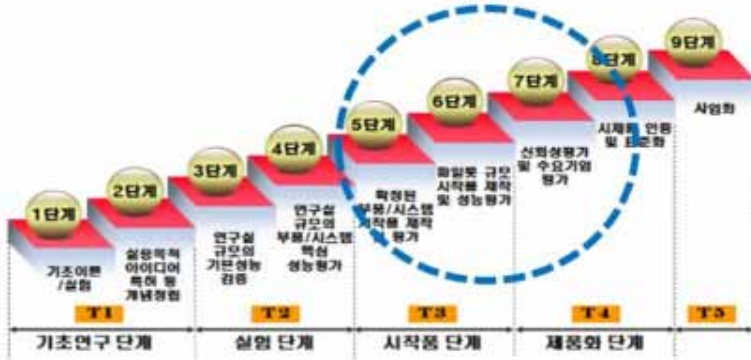 1단계
2단계
3단계
4단계
5단계
6단계
7단계
8단계
9단계
기초이론
/실험
실용목적
아이디어
특허 등
개념정립
연구실
규모의
기본성능
검증
연구실
규모의
부품/시스템
핵심
성능평가
확정된
부품/시스템
시작품 제작
평가
파일롯 규모
시작품 제작
및 성능평가
신뢰성평가
및 수요기업
평가
시제품 인증
및 표준화
사업화
T1
T2
T3
T4
T5
기초연구 단계
실험 단계
시작품 단계
제품화 단계